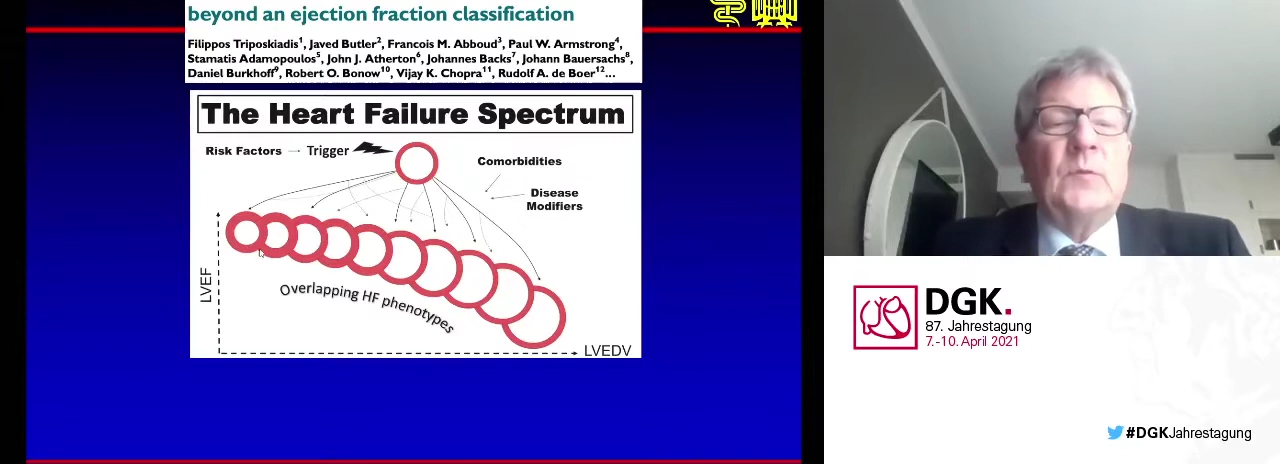 beyond an ejection fraction classification
Filippos Triposkiadis1, Javed Butler2, Francois M. Abboud3, Paul W. Armstrong4,
Stamatis Adamopoulos5, John J. Atherton6, Johannes Backs7, Johann Bauersachs8,
Daniel Burkhoff9, Robert O. Bonow10, Vijay K. Chopra11, Rudolf A. de Boer12...
The Heart Failure Spectrum
Risk Factors
Trigger
Comorbidities
Disease
Modifiers
LVEF
Overlapping HF phenotypes
LVEDV
DGK.
87. Jahrestagung
7.-10. April 2021
#DGKJahrestagung